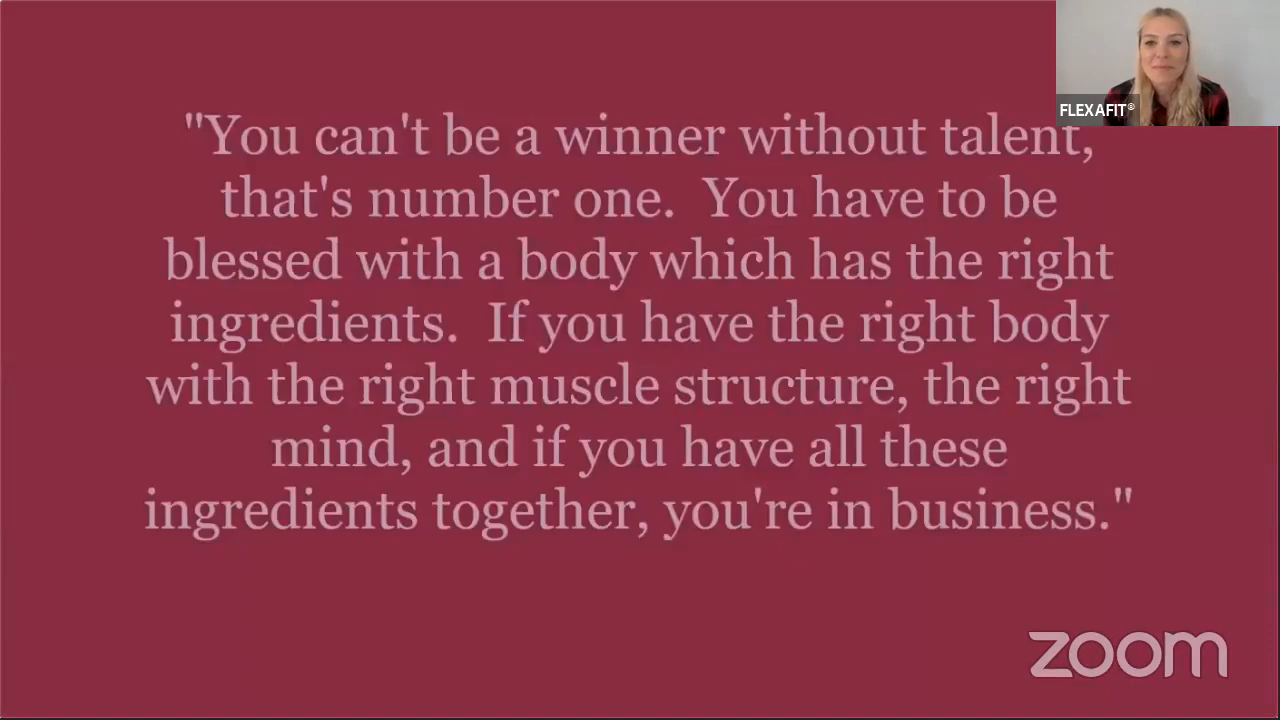 FLEXAFIT®
"You can't be a winner without talent,
that's number one.  You have to be
blessed with a body which has the right
ingredients.  If you have the right body
with the right muscle structure, the right
mind, and if you have all these
ingredients together, you're in business."
zoom